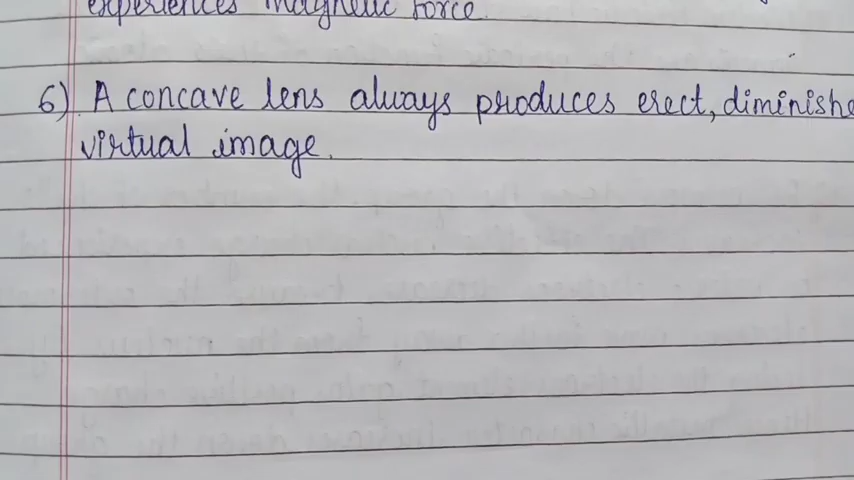 experiences magnetic force.
6) A concave lens always produces erect, diminishe
virtual image.